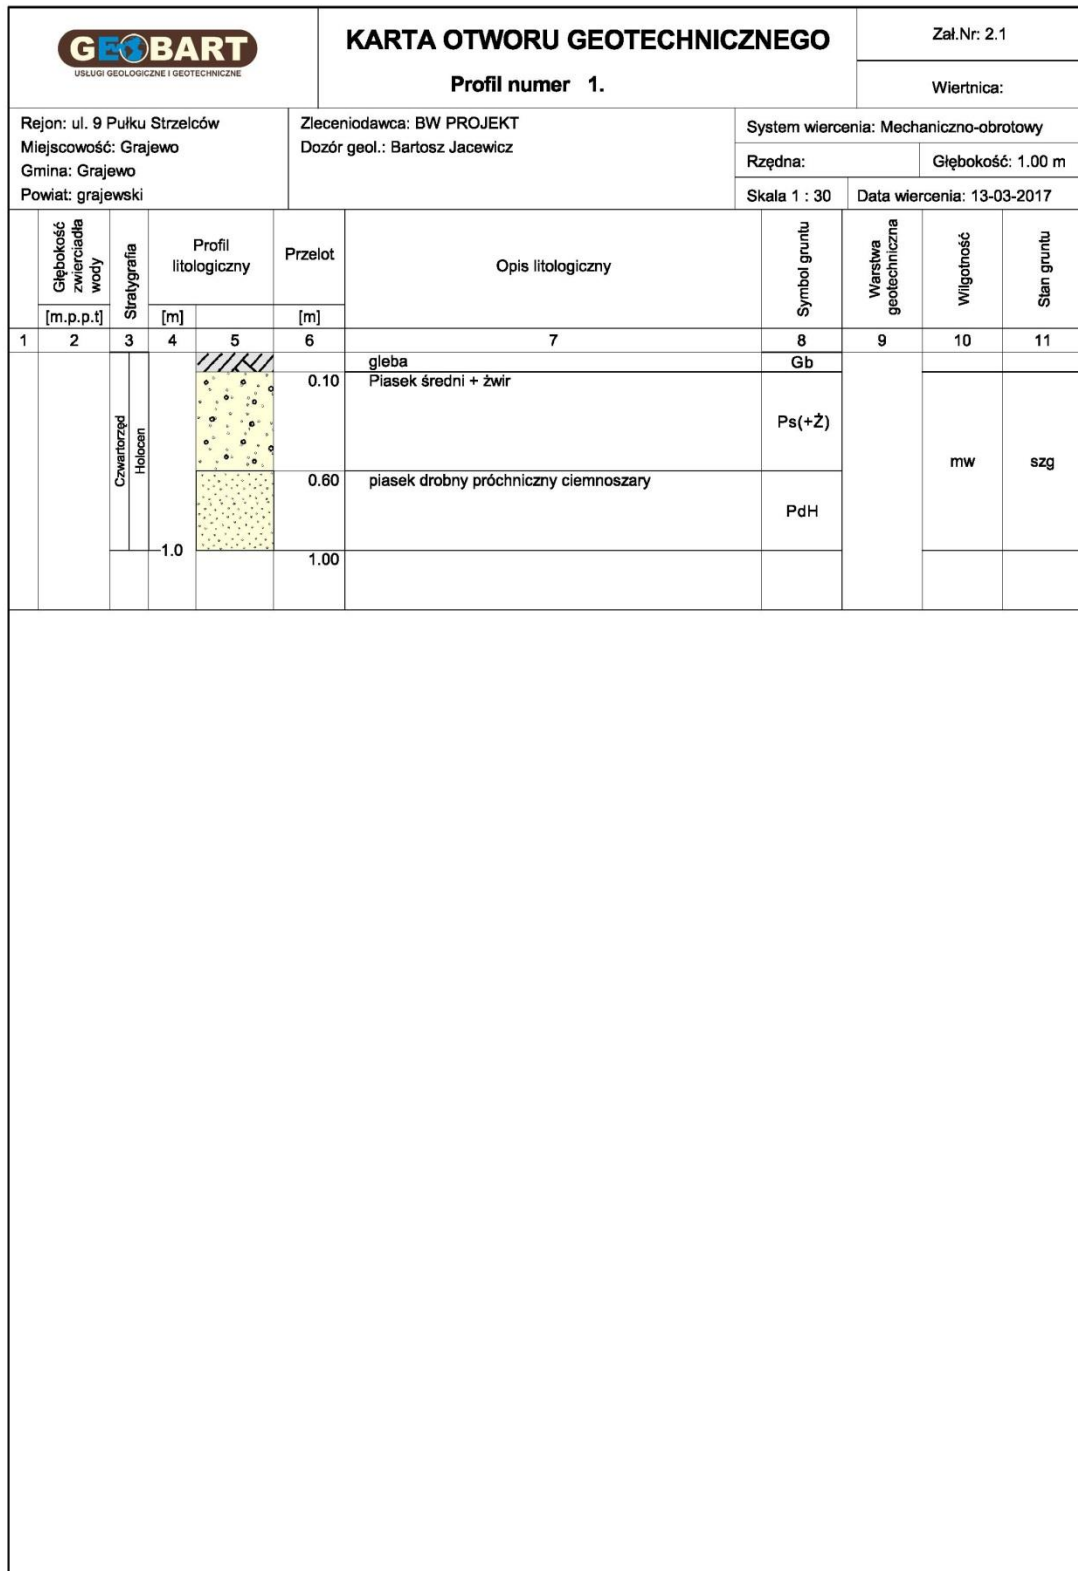 GEOBART
USŁUGI GEOLOGICZNE I GEOTECHNICZNE
KARTA OTWORU GEOTECHNICZNEGO
Profil numer 1.
Zał.Nr: 2.1
Wiertnica:
Rejon: ul. 9 Pułku Strzelców
Miejscowość: Grajewo
Gmina: Grajewo
Powiat: grajewski
Zleceniodawca: BW PROJEKT
Dozór geol.: Bartosz Jacewicz
System wiercenia: Mechaniczno-obrotowy
Rzędna:
Głębokość: 1.00 m
Skala 1 : 30
Data wiercenia: 13-03-2017
Głębokość
zwierciadła
wody
[m.p.p.t]
Stratygrafia
Profil
litologiczny
[m]
Przelot
[m]
Opis litologiczny
Symbol gruntu
Warstwa
geotechniczna
Wilgotność
Stan gruntu
1 2 3 4 5 6 7 8 9 10 11
gleba Gb
0.10 Piasek średni + żwir
Ps(+Ż)
Czwartorzęd
Holocen
mw szg
0.60 piasek drobny próchniczny ciemnoszary
PdH
1.0
1.00